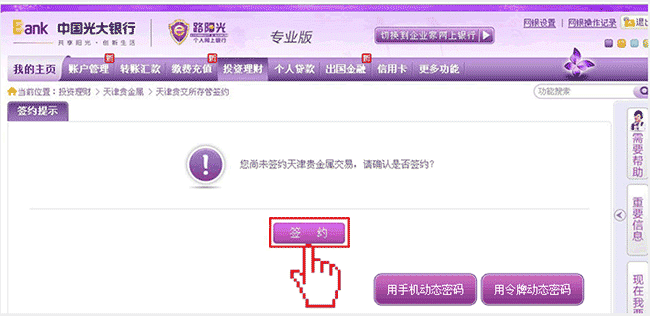 Bank 中国光大银行
共享阳光·创新生活
阳光
个人网上银行
专业版
切换到企业家网上银行
网银设置 | 网银操作记录
退出
我的主页 账户管理 转账汇款 缴费充值 投资理财 个人贷款 出国金融 信用卡 更多功能
新 新 新
当前位置：投资理财 > 天津贵金属 > 天津贵交所存管签约
功能搜索
签约提示
您尚未签约天津贵金属交易，请确认是否签约？
签 约
用手机动态密码
用令牌动态密码
需要帮助
重要信息
现在我要